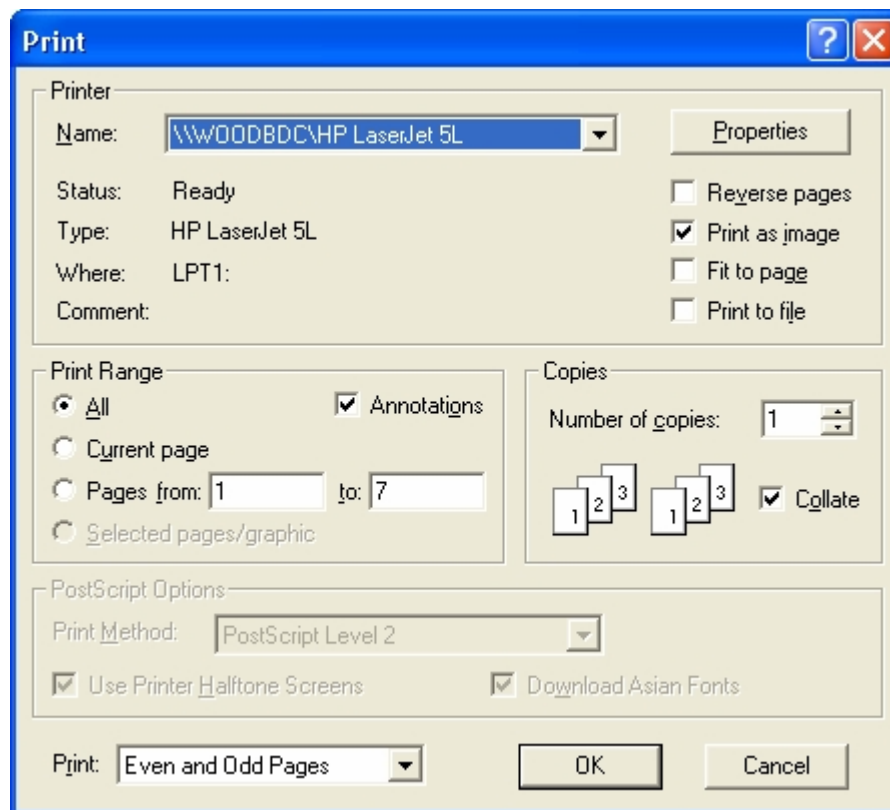 Print
Printer
Name: \\WOODBDC\HP LaserJet 5L
Properties
Status: Ready
Reverse pages
Type: HP LaserJet 5L
Print as image
Where: LPT1:
Fit to page
Comment:
Print to file
Print Range
All
Annotations
Current page
Pages from: 1 to: 7
Selected pages/graphic
Copies
Number of copies: 1
1 2 3 1 2 3
Collate
PostScript Options
Print Method: PostScript Level 2
Use Printer Halftone Screens
Download Asian Fonts
Print: Even and Odd Pages
OK
Cancel